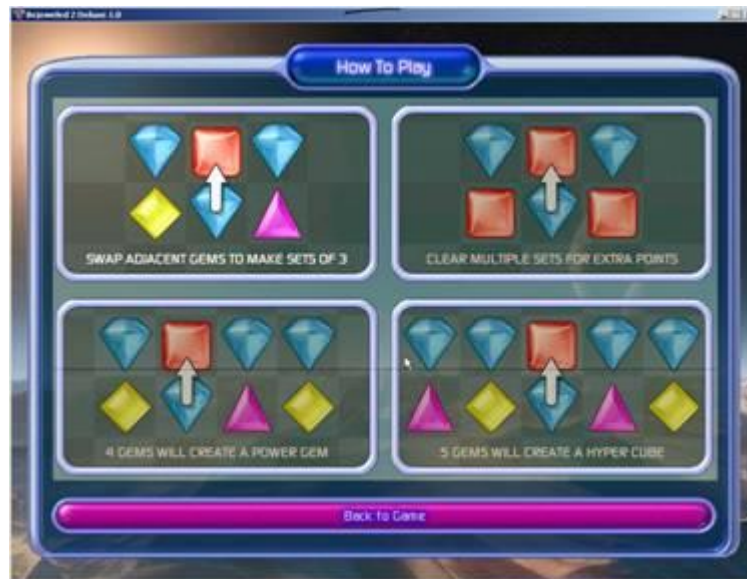 Bejeweled 2 Deluxe 1.0
How To Play
SWAP ADJACENT GEMS TO MAKE SETS OF 3
CLEAR MULTIPLE SETS FOR EXTRA POINTS
4 GEMS WILL CREATE A POWER GEM
5 GEMS WILL CREATE A HYPER CUBE
Back to Game